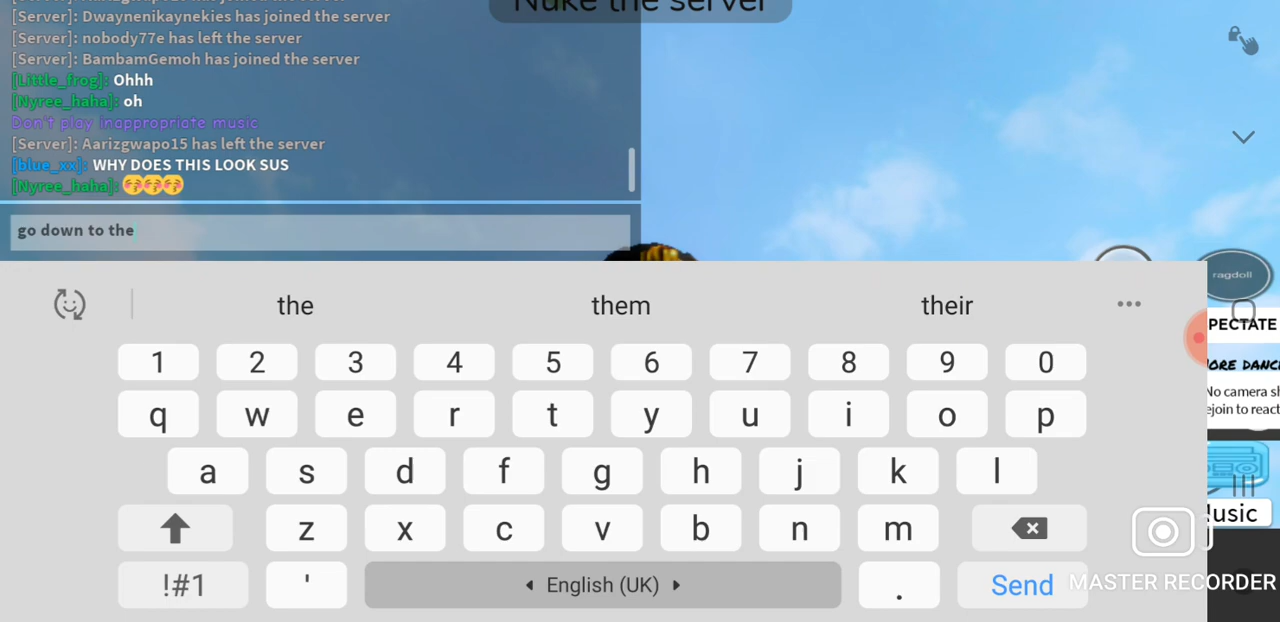 Nuke the server
[Server]: Dwaynenikaynekies has joined the server
[Server]: nobody77e has left the server
[Server]: BambamGemoh has joined the server
[Little_frog]: Ohhh
[Nyree_haha]: oh
Don't play inappropriate music
[Server]: Aarizgwapo15 has left the server
[blue_xx]: WHY DOES THIS LOOK SUS
[Nyree_haha]: 😚😚😚
go down to the
ragdoll
PECTATE
ORE DANC
No camera sh
ejoin to react
usic
the them their
1 2 3 4 5 6 7 8 9 0
q w e r t y u i o p
a s d f g h j k l
z x c v b n m
!#1 ' English (UK) . Send
MASTER RECORDER